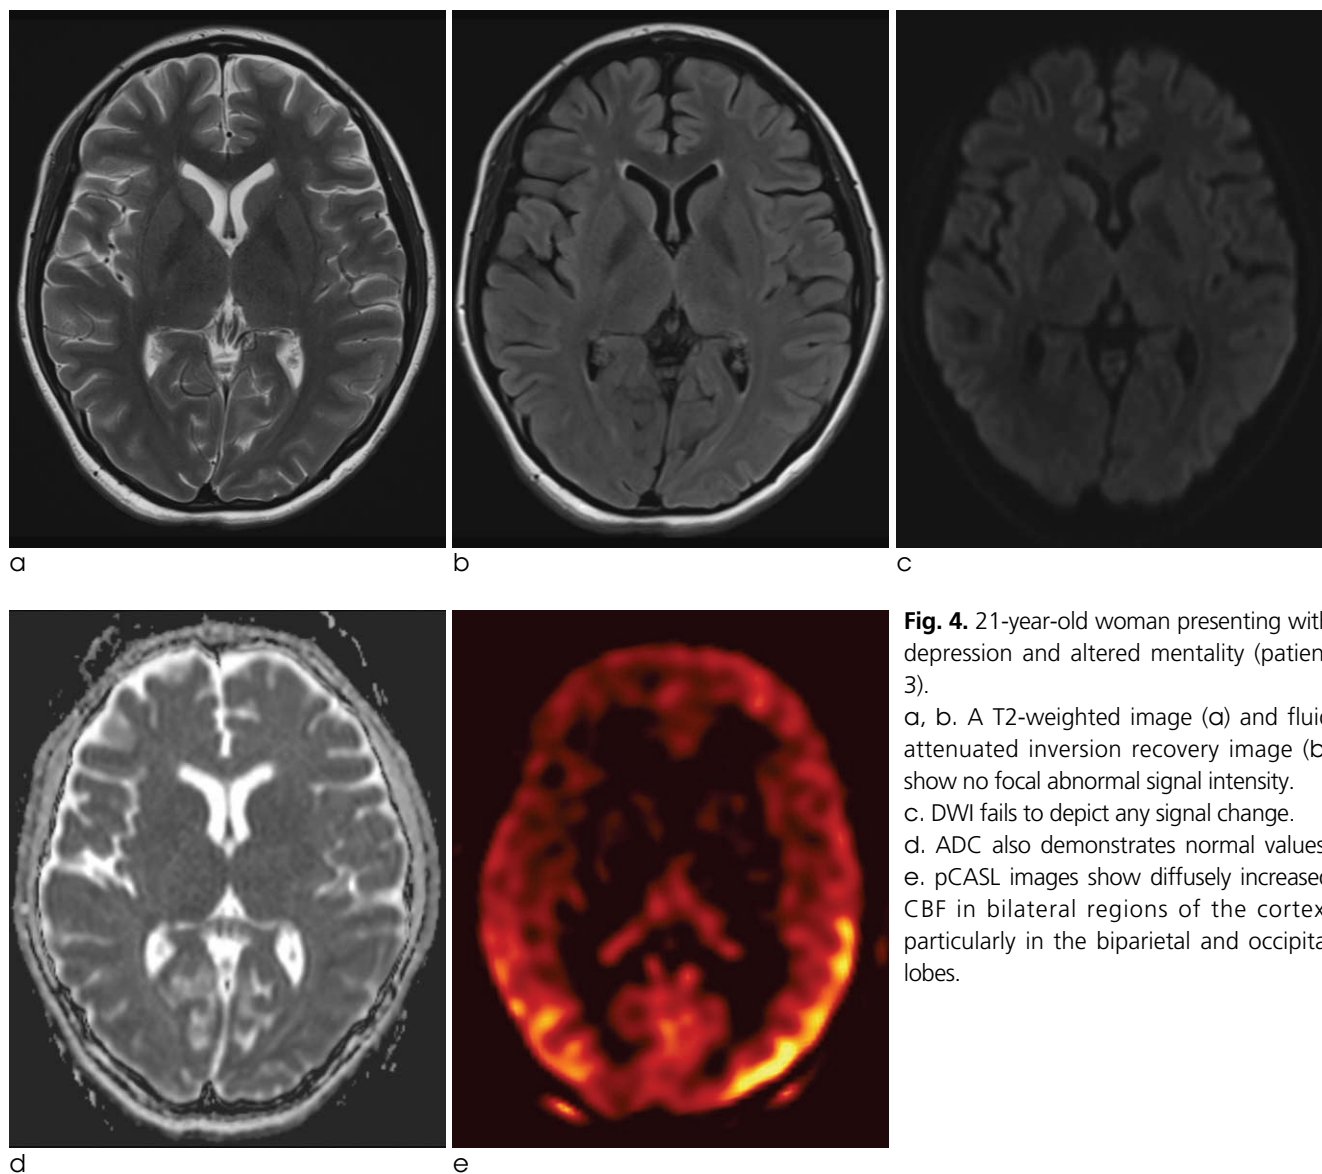 a
b
c
d
e
Fig. 4. 21-year-old woman presenting with
depression and altered mentality (patien
3).
a, b. A T2-weighted image (a) and fluid
attenuated inversion recovery image (b
show no focal abnormal signal intensity.
c. DWI fails to depict any signal change.
d. ADC also demonstrates normal values
e. pCASL images show diffusely increased
CBF in bilateral regions of the cortex
particularly in the biparietal and occipita
lobes.